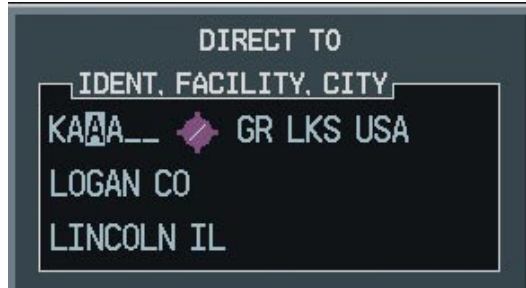 DIRECT TO
IDENT, FACILITY, CITY
KAAA__ GR LKS USA
LOGAN CO
LINCOLN IL